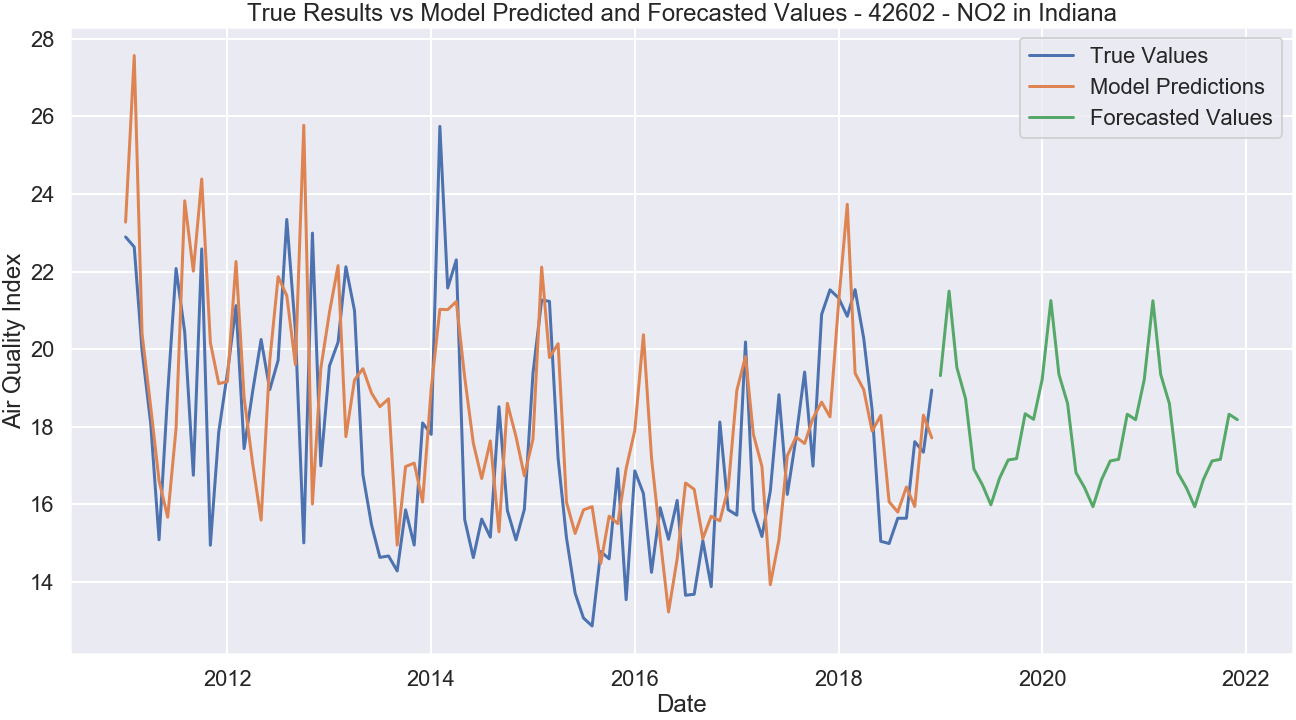 True Results vs Model Predicted and Forecasted Values - 42602 - NO2 in Indiana
28
26
24
22
20
18
16
14
Air Quality Index
True Values
Model Predictions
Forecasted Values
2012
2014
2016
2018
2020
2022
Date